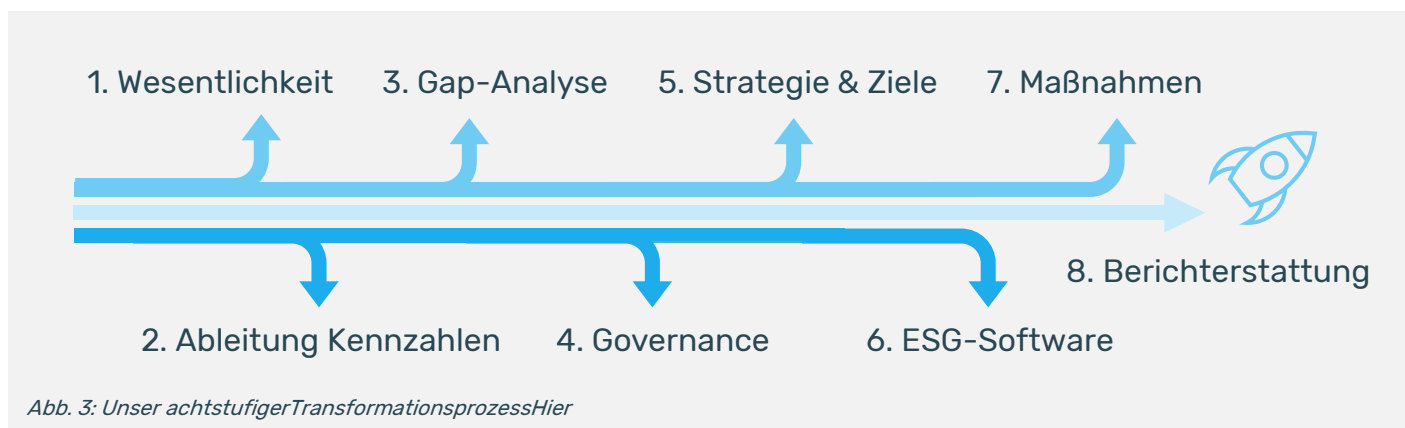 1. Wesentlichkeit
3. Gap-Analyse
5. Strategie & Ziele
7. Maßnahmen
8. Berichterstattung
2. Ableitung Kennzahlen
4. Governance
6. ESG-Software
Abb. 3: Unser achtstufigerTransformationsprozessHier